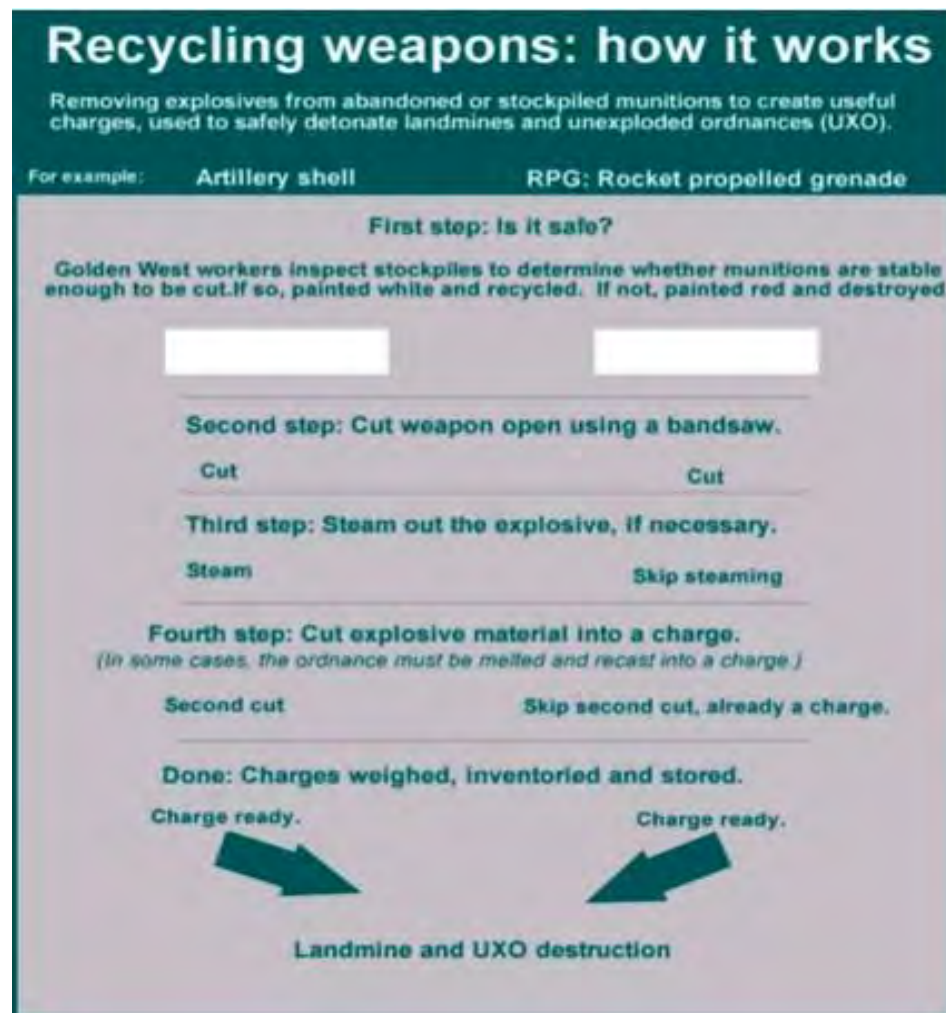 Recycling weapons: how it works
Removing explosives from abandoned or stockpiled munitions to create useful
charges, used to safely detonate landmines and unexploded ordnances (UXO).
For example: Artillery shell RPG: Rocket propelled grenade
First step: Is it safe?
Golden West workers inspect stockpiles to determine whether munitions are stable
enough to be cut.If so, painted white and recycled. If not, painted red and destroyed
Second step: Cut weapon open using a bandsaw.
Cut Cut
Third step: Steam out the explosive, if necessary.
Steam Skip steaming
Fourth step: Cut explosive material into a charge.
(In some cases, the ordnance must be melted and recast into a charge.)
Second cut Skip second cut, already a charge.
Done: Charges weighed, inventoried and stored.
Charge ready. Charge ready.
Landmine and UXO destruction